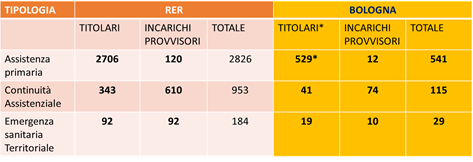 TIPOLOGIA RER BOLOGNA
TITOLARI INCARICHI PROVVISORI TOTALE TITOLARI* INCARICHI PROVVISORI TOTALE
Assistenza primaria 2706 120 2826 529* 12 541
Continuità Assistenziale 343 610 953 41 74 115
Emergenza sanitaria Territoriale 92 92 184 19 10 29